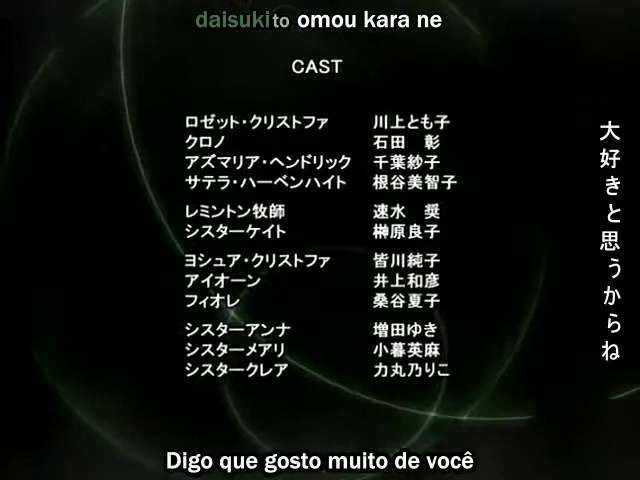 daisuki to omou kara ne
CAST
ロゼット・クリストファ 川上とも子
クロノ 石田　彰
アズマリア・ヘンドリック 千葉紗子
サテラ・ハーベンハイト 根谷美智子
レミントン牧師 速水　奨
シスターケイト 榊原良子
ヨシュア・クリストファ 皆川純子
アイオーン 井上和彦
フィオレ 桑谷夏子
シスターアンナ 増田ゆき
シスターメアリ 小暮英麻
シスタークレア 力丸乃りこ
大好きと思うからね
Digo que gosto muito de você